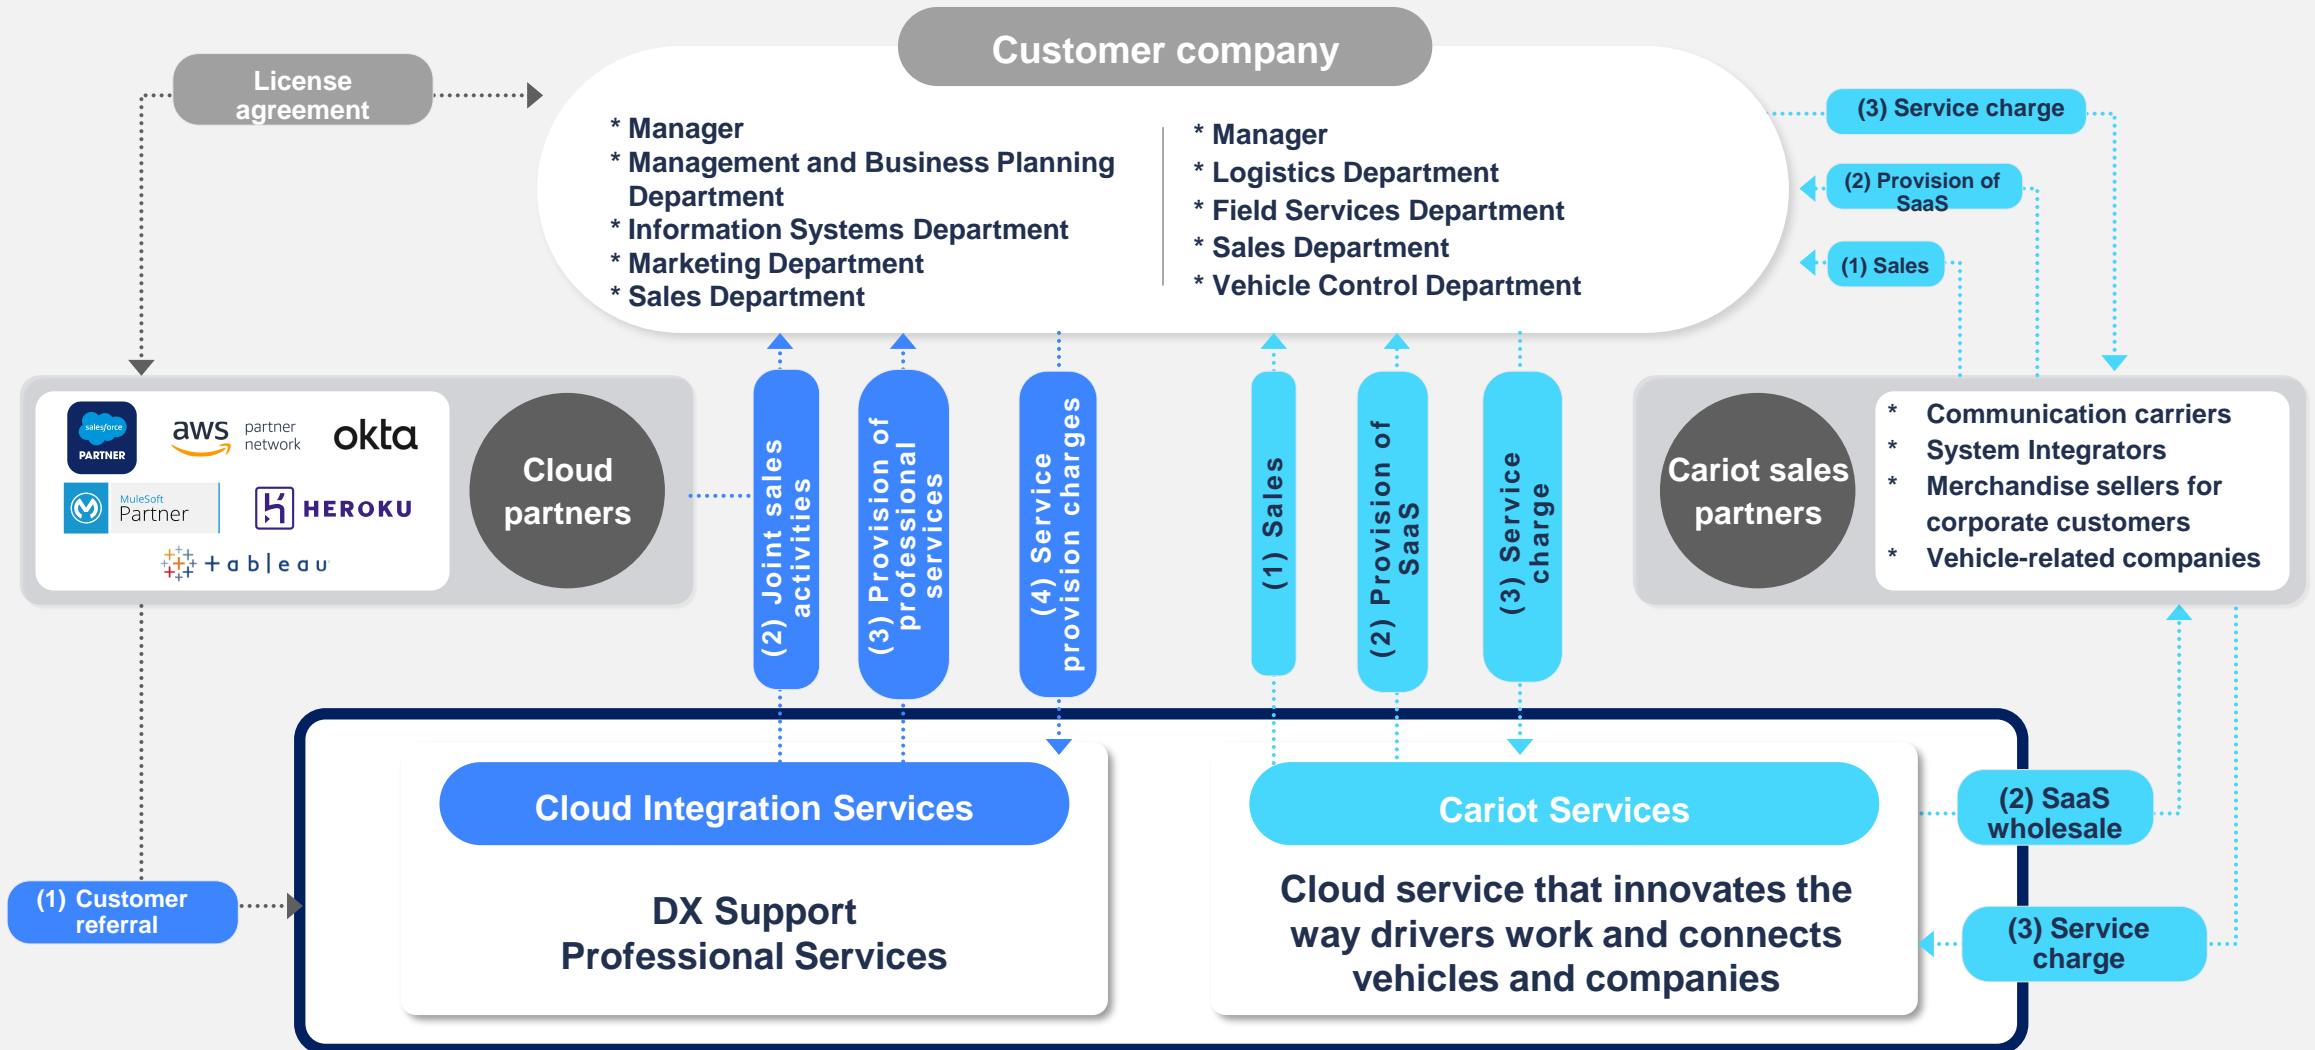 Customer company
License
agreement
* Manager
* Management and Business Planning
Department
* Information Systems Department
* Marketing Department
* Sales Department
* Manager
* Logistics Department
* Field Services Department
* Sales Department
* Vehicle Control Department
(3) Service charge
(2) Provision of
SaaS
(1) Sales
salesforce
PARTNER
aws partner
network
okta
MuleSoft
Partner
HEROKU
+ableau
Cloud
partners
(2) Joint sales
activities
(3) Provision of
professional
services
(4) Service
provision charges
(1) Sales
(2) Provision of
SaaS
(3) Service
charge
Cariot sales
partners
* Communication carriers
* System Integrators
* Merchandise sellers for
corporate customers
* Vehicle-related companies
Cloud Integration Services
DX Support
Professional Services
Cariot Services
Cloud service that innovates the
way drivers work and connects
vehicles and companies
(1) Customer
referral
(2) SaaS
wholesale
(3) Service
charge